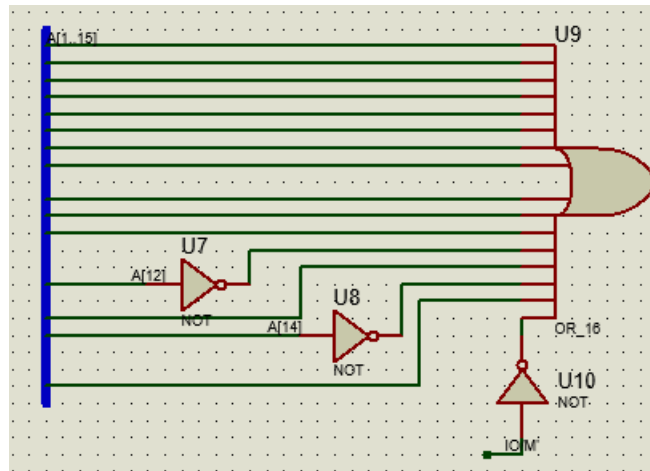 A[1..15]
U9
U7
A[12]
NOT
U8
A[14]
NOT
OR_16
U10
NOT
IO/M'